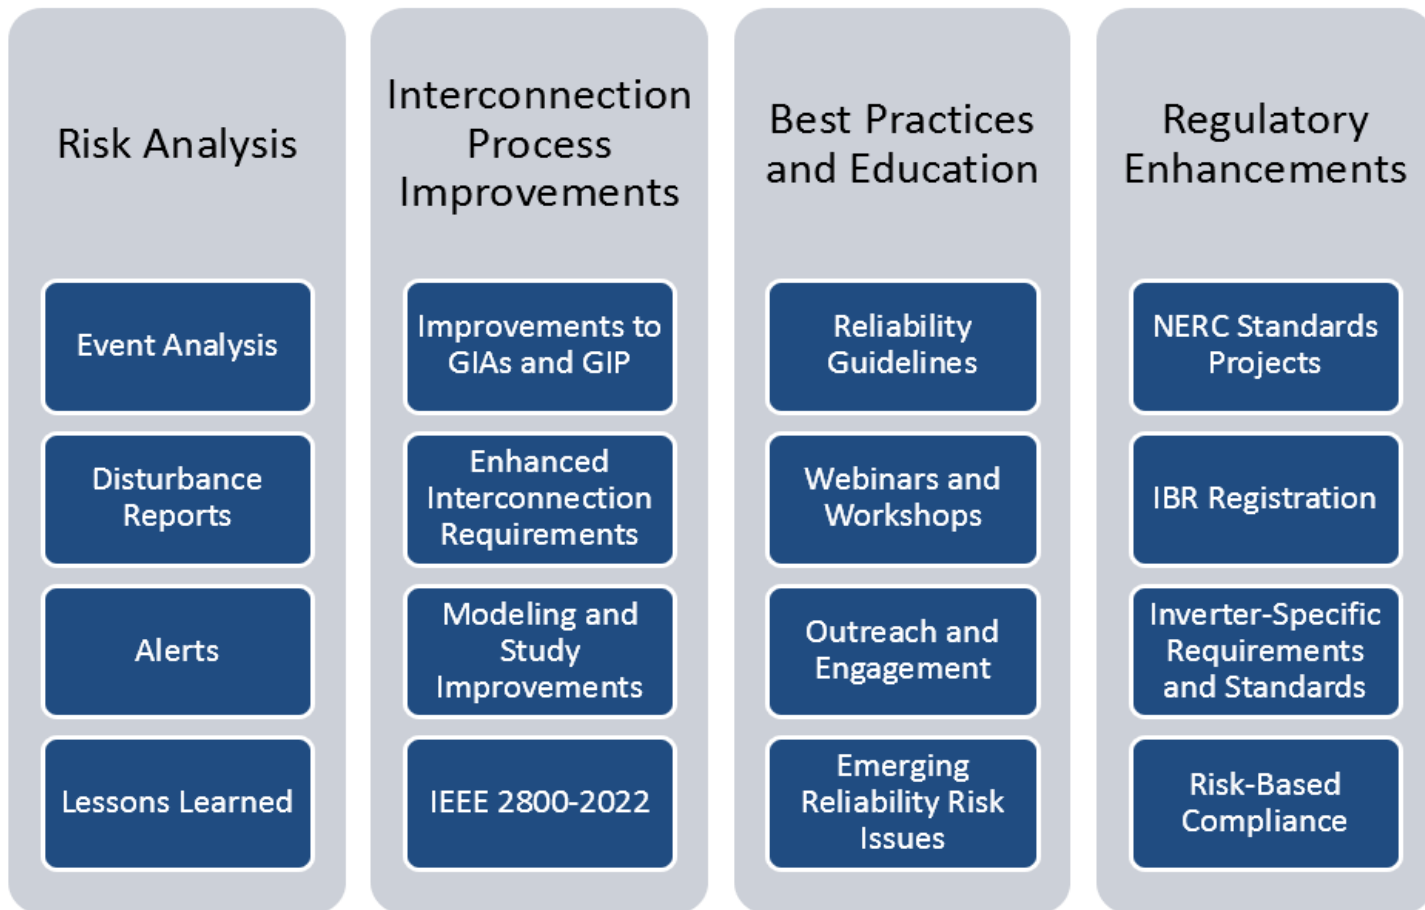 Risk Analysis
Event Analysis
Disturbance
Reports
Alerts
Lessons Learned
Interconnection
Process
Improvements
Improvements to
GIAs and GIP
Enhanced
Interconnection
Requirements
Modeling and
Study
Improvements
IEEE 2800-2022
Best Practices
and Education
Reliability
Guidelines
Webinars and
Workshops
Outreach and
Engagement
Emerging
Reliability Risk
Issues
Regulatory
Enhancements
NERC Standards
Projects
IBR Registration
Inverter-Specific
Requirements
and Standards
Risk-Based
Compliance